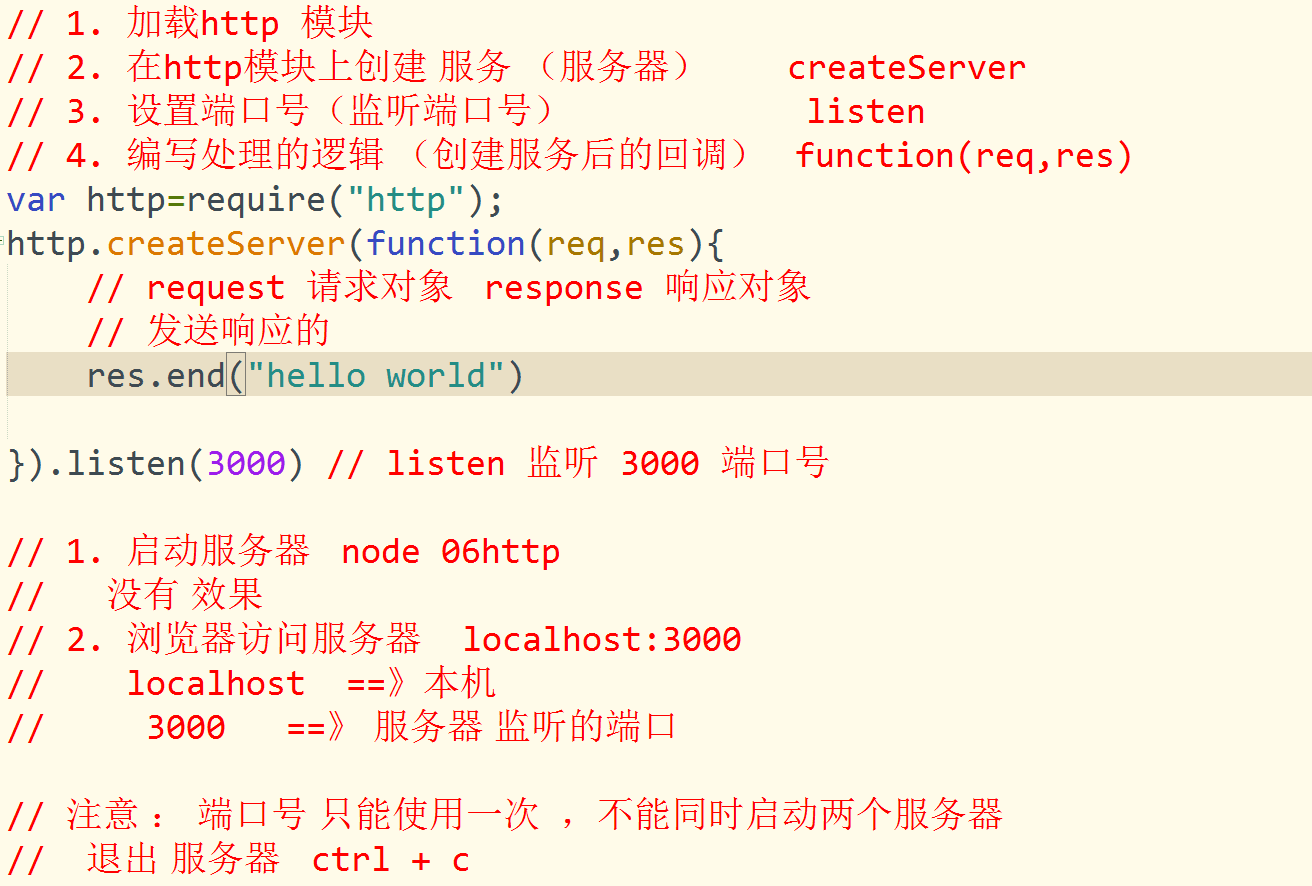 // 1. 加载http 模块
// 2. 在http模块上创建 服务 （服务器） createServer
// 3. 设置端口号（监听端口号） listen
// 4. 编写处理的逻辑 （创建服务后的回调） function(req,res)
var http=require("http");
http.createServer(function(req,res){
// request 请求对象 response 响应对象
// 发送响应的
res.end("hello world")
}).listen(3000) // listen 监听 3000 端口号
// 1. 启动服务器 node 06http
// 没有 效果
// 2. 浏览器访问服务器 localhost:3000
// localhost ==》本机
// 3000 ==》 服务器 监听的端口
// 注意 ： 端口号 只能使用一次 ，不能同时启动两个服务器
// 退出 服务器 ctrl + c